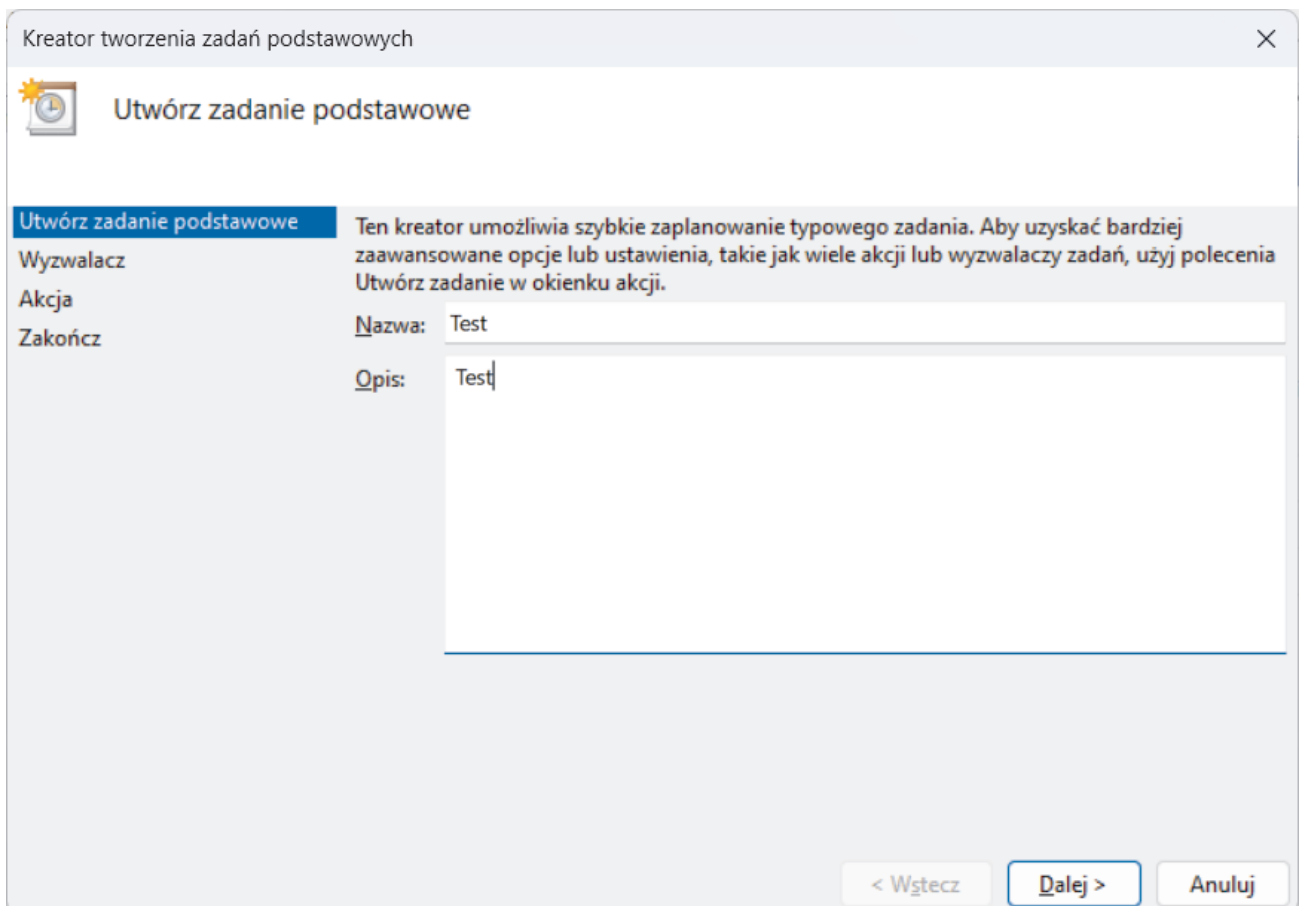 Kreator tworzenia zadań podstawowych
Utwórz zadanie podstawowe
Utwórz zadanie podstawowe
Wyzwalacz
Akcja
Zakończ
Ten kreator umożliwia szybkie zaplanowanie typowego zadania. Aby uzyskać bardziej
zaawansowane opcje lub ustawienia, takie jak wiele akcji lub wyzwalaczy zadań, użyj polecenia
Utwórz zadanie w okienku akcji.
Nazwa: Test
Opis: Test
< Wstecz Dalej > Anuluj